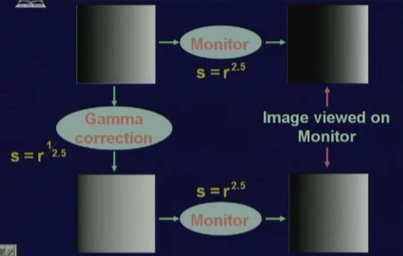 Monitor
s = r^2.5
Gamma
correction
s = r^1/2.5
Image viewed on
Monitor
s = r^2.5
Monitor